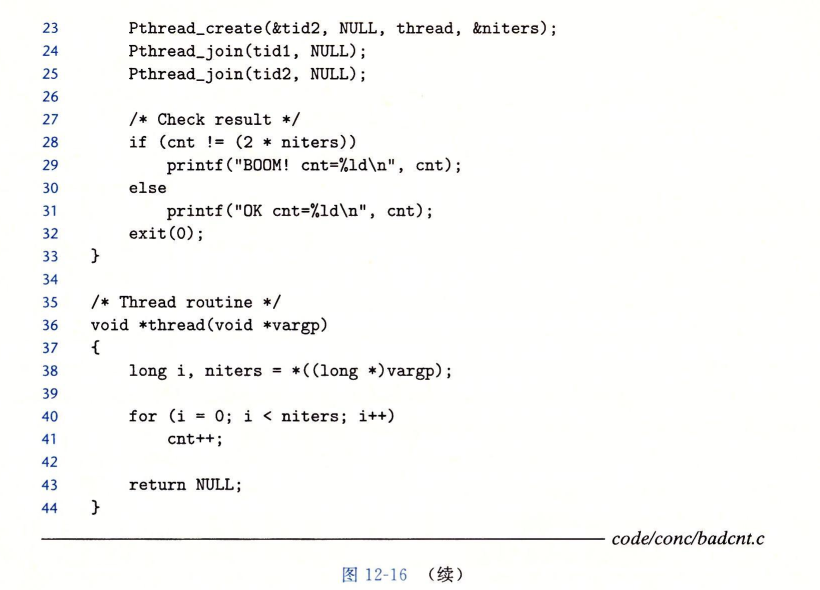 23 Pthread_create(&tid2, NULL, thread, &niters);
24 Pthread_join(tid1, NULL);
25 Pthread_join(tid2, NULL);
26
27 /* Check result */
28 if (cnt != (2 * niters))
29 printf("BOOM! cnt=%ld\n", cnt);
30 else
31 printf("OK cnt=%ld\n", cnt);
32 exit(0);
33 }
34
35 /* Thread routine */
36 void *thread(void *vargp)
37 {
38 long i, niters = *((long *)vargp);
39
40 for (i = 0; i < niters; i++)
41 cnt++;
42
43 return NULL;
44 }
code/conc/badcnt.c
图 12-16 （续）